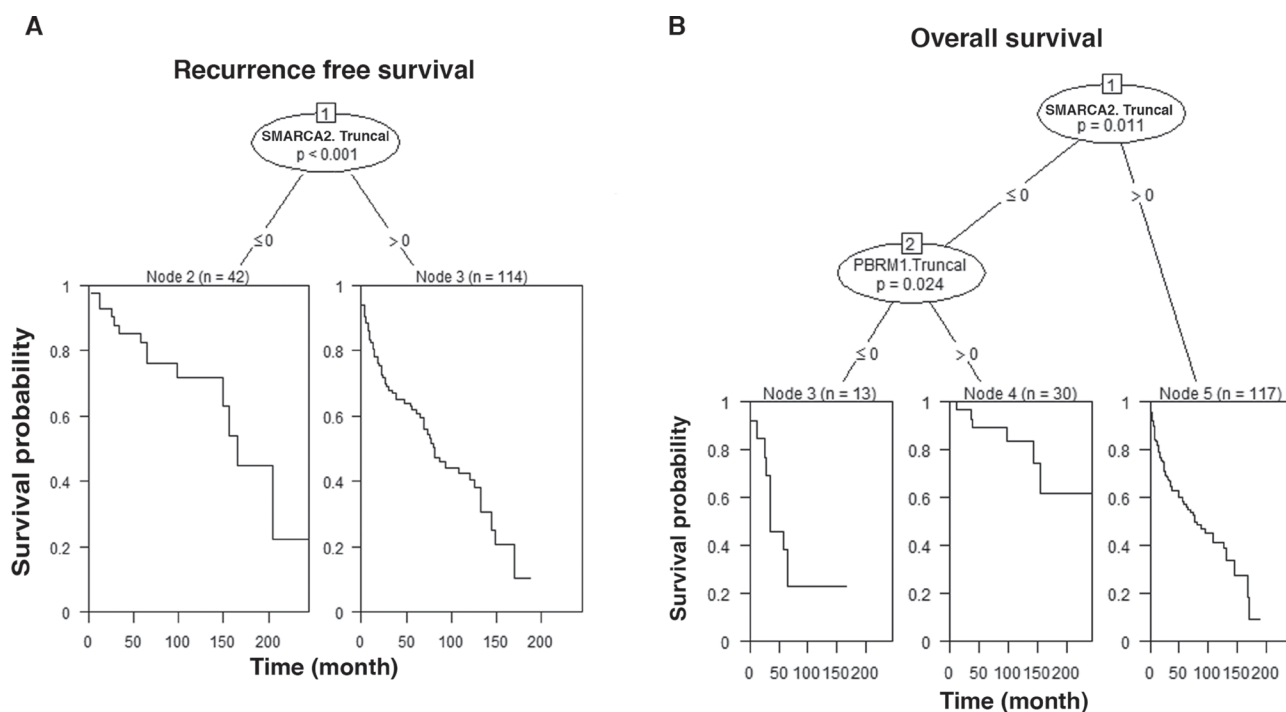 A
Recurrence free survival
1
SMARCA2. Truncal
p < 0.001
≤ 0
> 0
Node 2 (n = 42)
Node 3 (n = 114)
1
0.8
0.6
0.4
0.2
0
1
0.8
0.6
0.4
0.2
0
Survival probability
0 50 100 150 200
0 50 100 150 200
Time (month)
B
Overall survival
1
SMARCA2. Truncal
p = 0.011
≤ 0
> 0
2
PBRM1.Truncal
p = 0.024
≤ 0
> 0
Node 3 (n = 13)
Node 4 (n = 30)
Node 5 (n = 117)
1
0.8
0.6
0.4
0.2
0
1
0.8
0.6
0.4
0.2
0
1
0.8
0.6
0.4
0.2
0
Survival probability
0 50 100 150 200
0 50 100 150 200
0 50 100 150 200
Time (month)